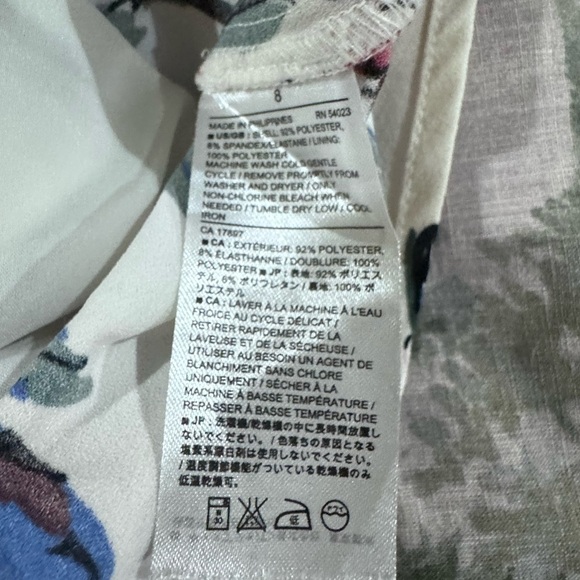 8
MADE IN PHILIPPINES RN 54023
■ US/GB : SHELL: 92% POLYESTER,
8% SPANDEX/ELASTANE / LINING:
100% POLYESTER
MACHINE WASH COLD GENTLE
CYCLE / REMOVE PROMPTLY FROM
WASHER AND DRYER / ONLY
NON-CHLORINE BLEACH WHEN
NEEDED / TUMBLE DRY LOW / COOL
IRON
CA 17897
■ CA : EXTÉRIEUR: 92% POLYESTER,
8% ÉLASTHANNE / DOUBLURE: 100%
POLYESTER ■ JP : 表地: 92% ポリエス
テル, 8% ポリウレタン / 裏地: 100% ポ
リエステル
■ CA : LAVER À LA MACHINE À L'EAU
FROIDE AU CYCLE DÉLICAT /
RETIRER RAPIDEMENT DE LA
LAVEUSE ET DE LA SÉCHEUSE /
UTILISER AU BESOIN UN AGENT DE
BLANCHIMENT SANS CHLORE
UNIQUEMENT / SÉCHER À LA
MACHINE À BASSE TEMPÉRATURE /
REPASSER À BASSE TEMPÉRATURE
■ JP : 洗濯機/乾燥機の中に長時間放置し
ないでください。 / 色落ちの原因となる
塩素系漂白剤は使用しないでください。
/ 温度調節機能がついている乾燥機のみ
低温乾燥可。
低